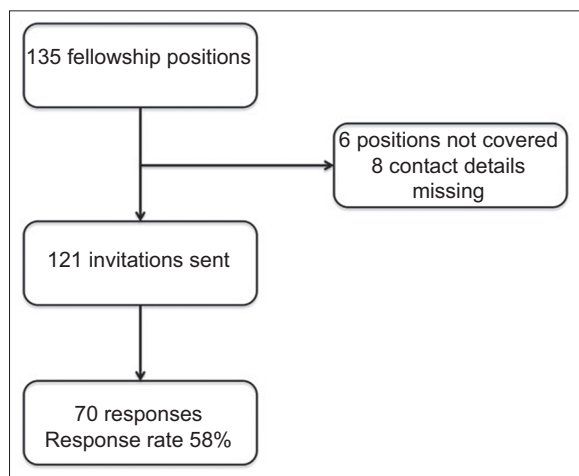 135 fellowship positions
6 positions not covered
8 contact details
missing
121 invitations sent
70 responses
Response rate 58%